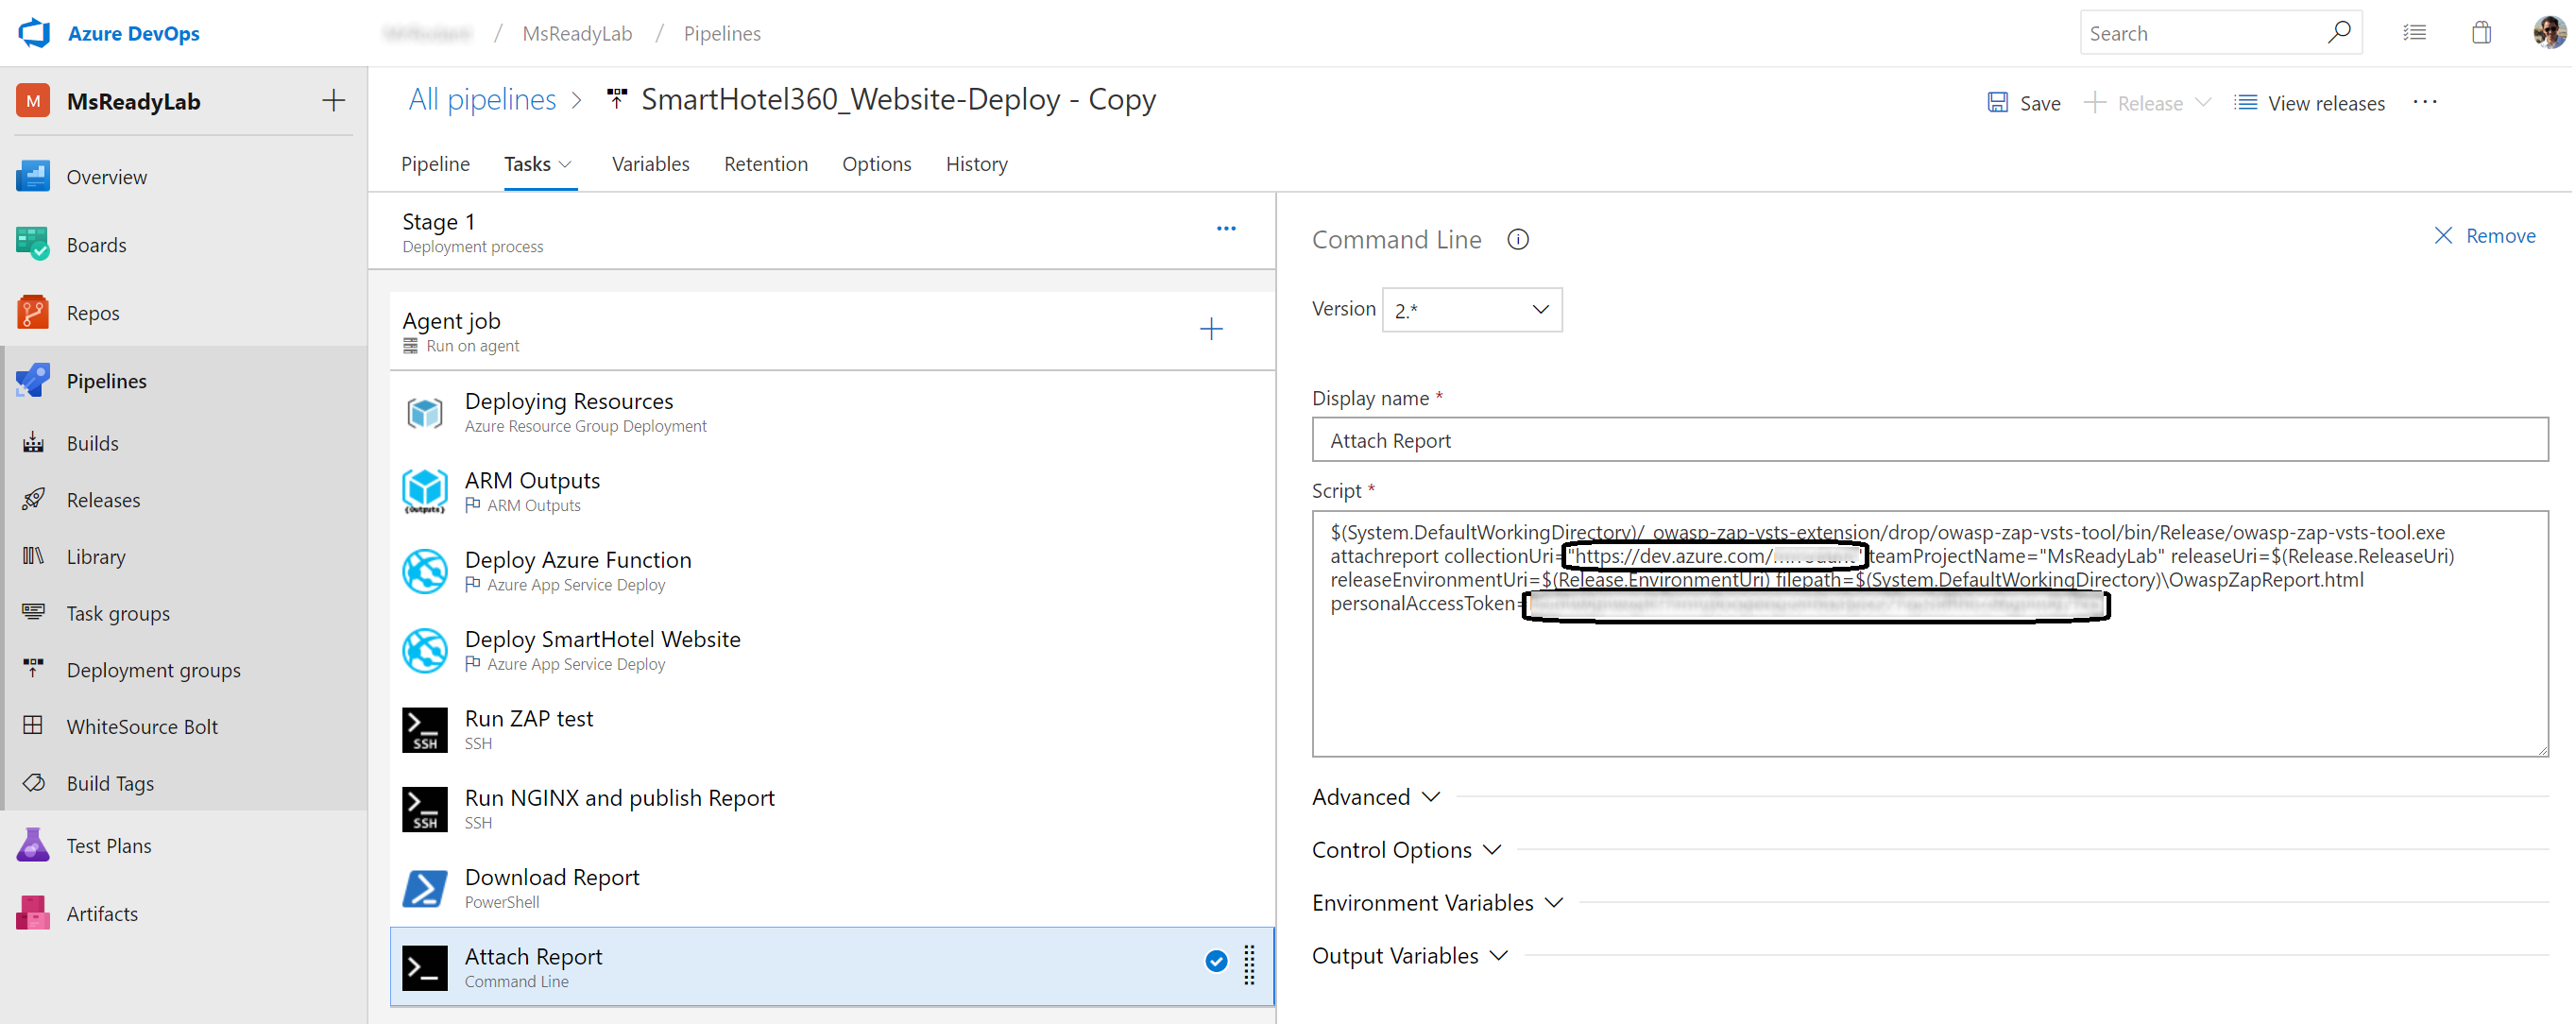 Azure DevOps
/ MsReadyLab / Pipelines
Search
M MsReadyLab
Overview
Boards
Repos
Pipelines
Builds
Releases
Library
Task groups
Deployment groups
WhiteSource Bolt
Build Tags
Test Plans
Artifacts
All pipelines > SmartHotel360_Website-Deploy - Copy
Save
Release
View releases
...
Pipeline
Tasks
Variables
Retention
Options
History
Stage 1
Deployment process
...
Agent job
Run on agent
Deploying Resources
Azure Resource Group Deployment
{Outputs}
ARM Outputs
ARM Outputs
Deploy Azure Function
Azure App Service Deploy
Deploy SmartHotel Website
Azure App Service Deploy
SSH
Run ZAP test
SSH
SSH
Run NGINX and publish Report
SSH
Download Report
PowerShell
Attach Report
Command Line
Command Line
Remove
Version 2.*
Display name *
Attach Report
Script *
$(System.DefaultWorkingDirectory)/_owasp-zap-vsts-extension/drop/owasp-zap-vsts-tool/bin/Release/owasp-zap-vsts-tool.exe
attachreport collectionUri="https://dev.azure.com/ teamProjectName="MsReadyLab" releaseUri=$(Release.ReleaseUri)
releaseEnvironmentUri=$(Release.EnvironmentUri) filepath=$(System.DefaultWorkingDirectory)\OwaspZapReport.html
personalAccessToken=
Advanced
Control Options
Environment Variables
Output Variables